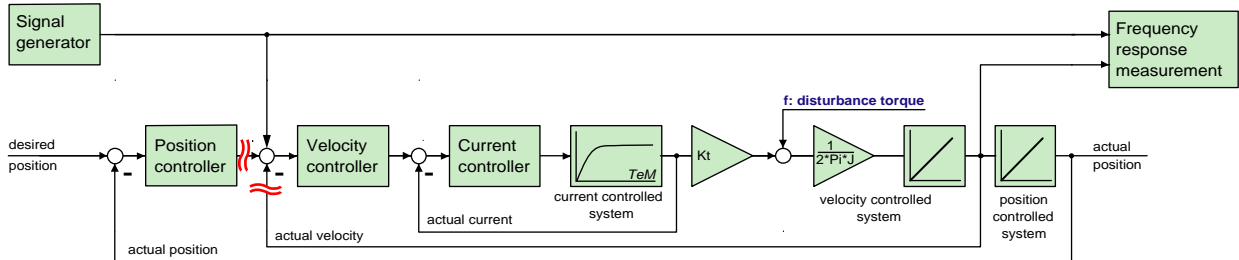 Signal
generator
Frequency
response
measurement
f: disturbance torque
desired
position
Position
controller
Velocity
controller
Current
controller
TeM
Kt
1
2*Pi*J
actual
position
-
-
-
current controlled
system
velocity controlled
system
position
controlled
system
actual current
actual velocity
actual position